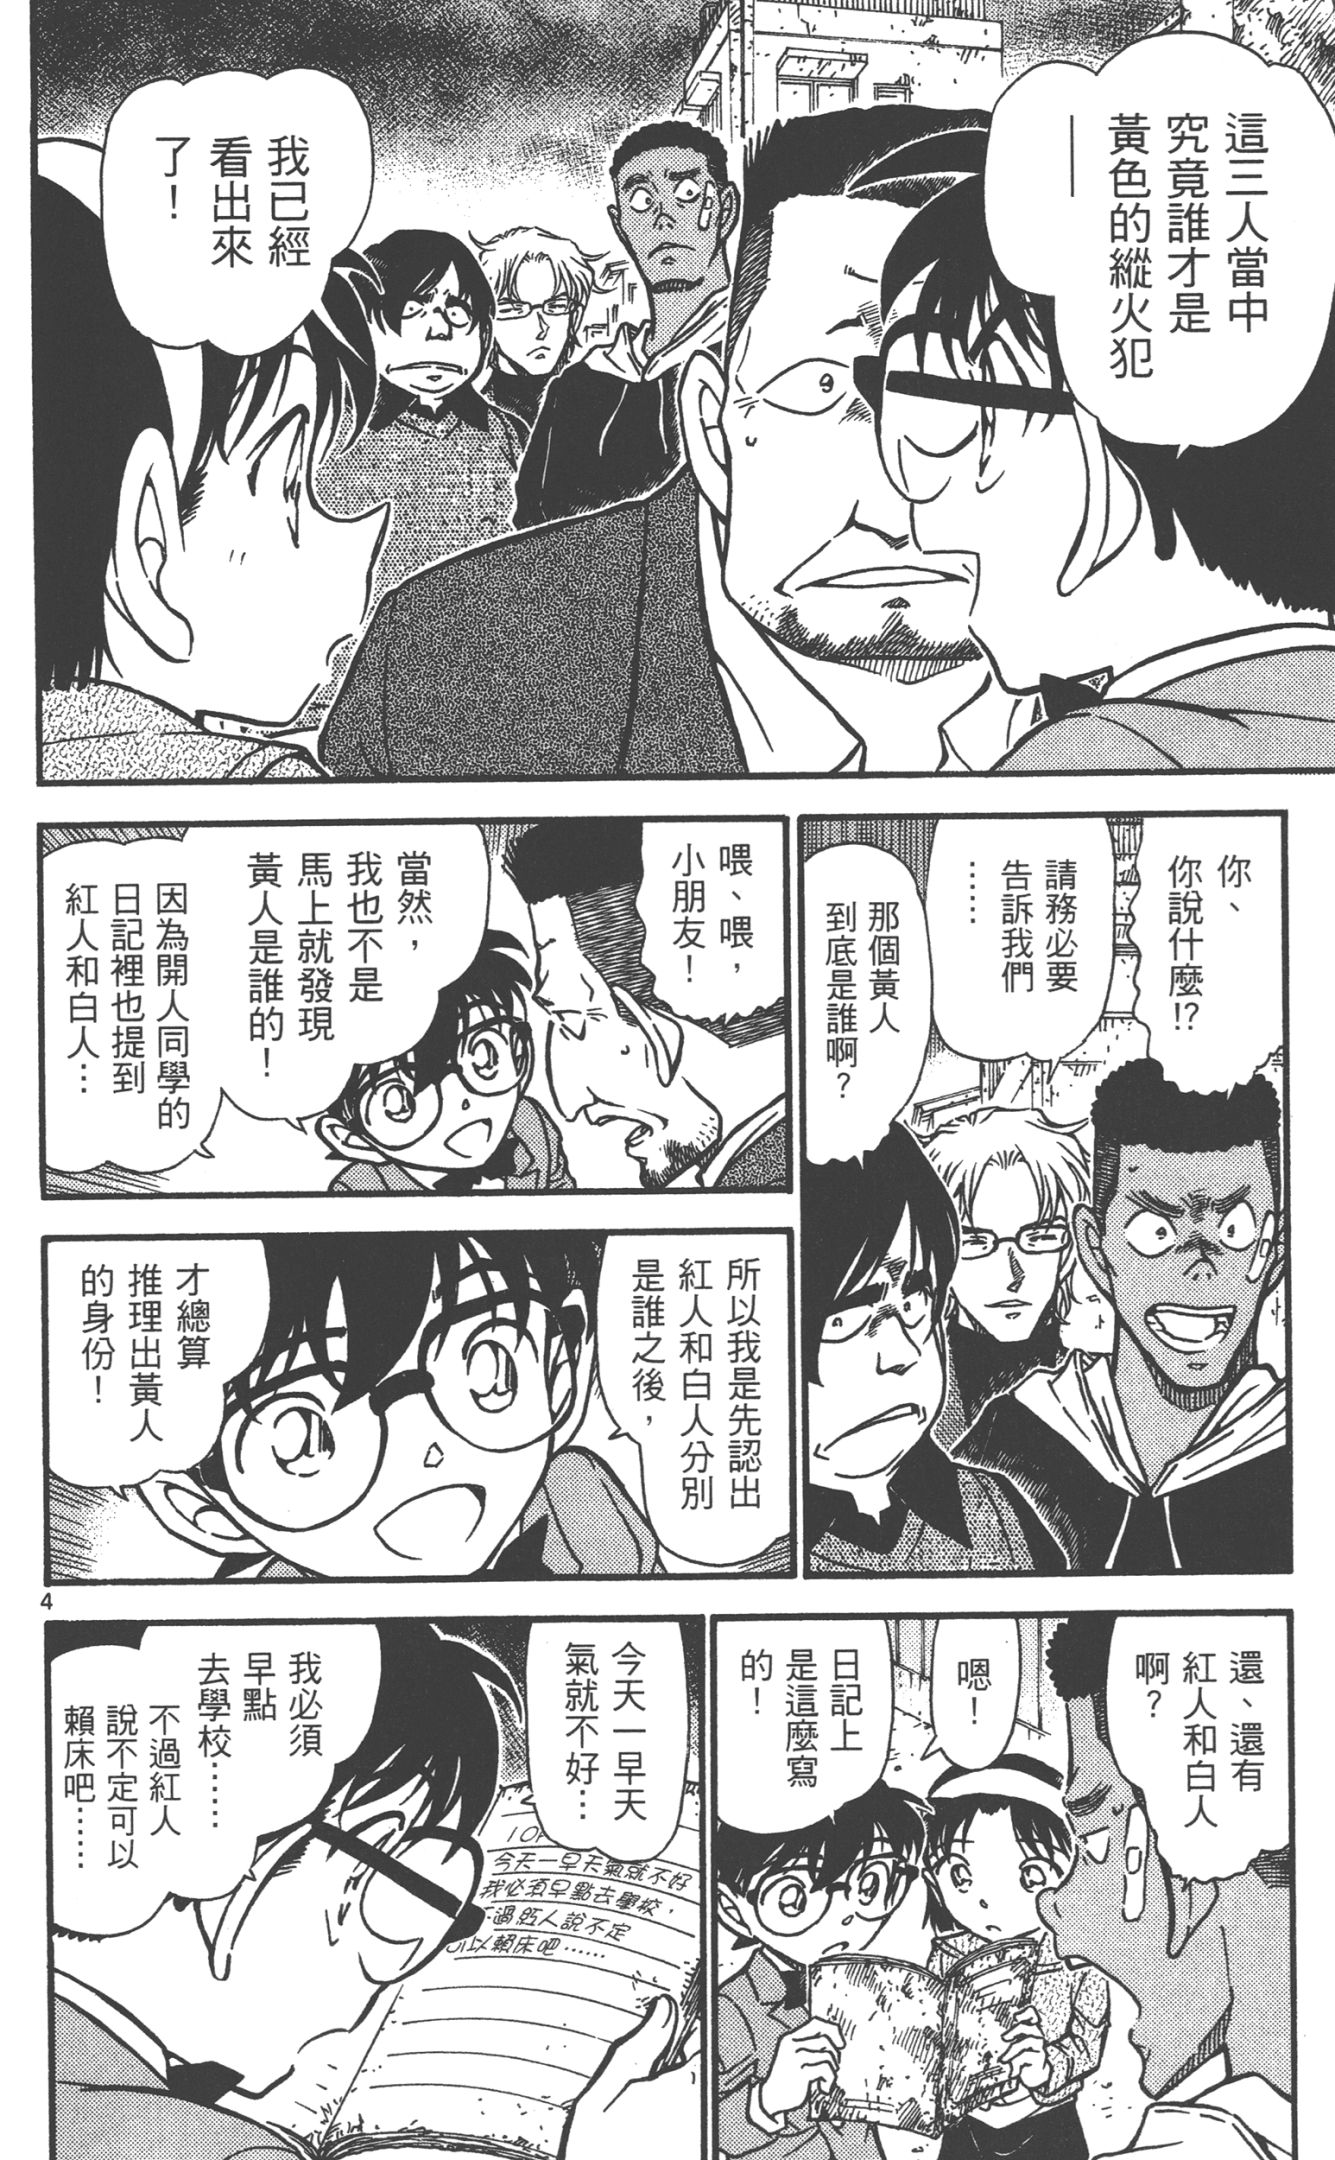 這三人當中
究竟誰才是
黃色的縱火犯
——
我已經
看出來
了！
你、
你說什麼!?
請務必要
告訴我們
……
那個黃人
到底是誰啊？
喂、喂，
小朋友！
當然，
我也不是
馬上就發現
黃人是誰的！
因為開人同學的
日記裡也提到
紅人和白人…
所以我是先認出
紅人和白人分別
是誰之後，
才總算
推理出黃人
的身份！
還、還有
紅人和白人
啊？
嗯！
日記上
是這麼寫
的！
今天一早天
氣就不好…
我必須
早點
去學校……
不過紅人
說不定可以
賴床吧……
今天一早天氣就不好
我必須早點去學校，
不過紅人說不定
可以賴床吧……
4